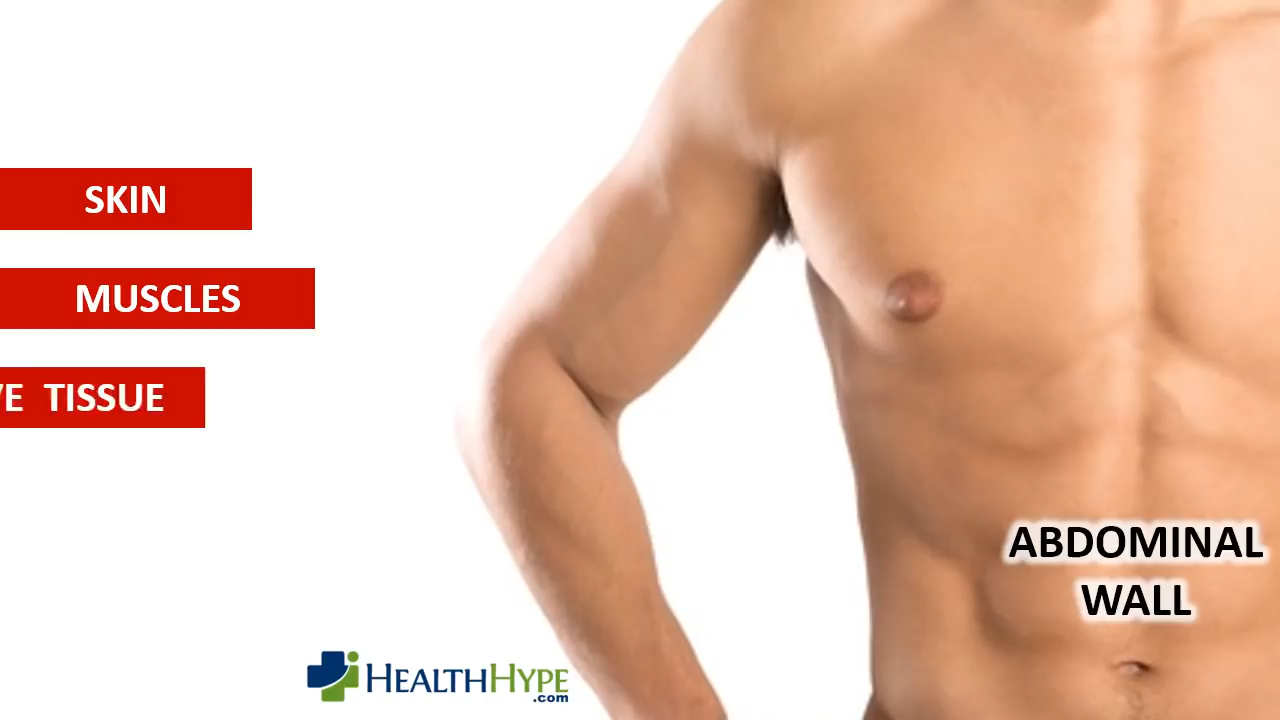 SKIN
MUSCLES
TISSUE
ABDOMINAL
WALL
HEALTHHYPE
.com